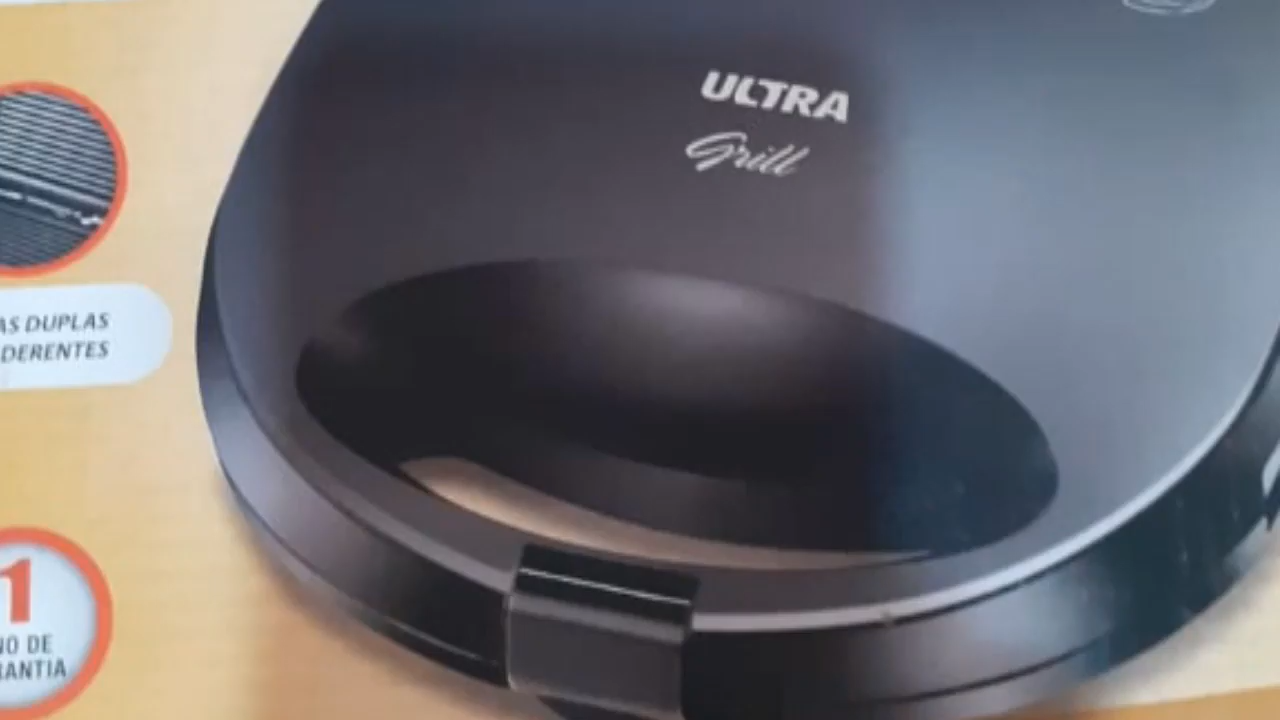 ULTRA
Grill
AS DUPLAS
DERENTES
1
NO DE
RANTIA